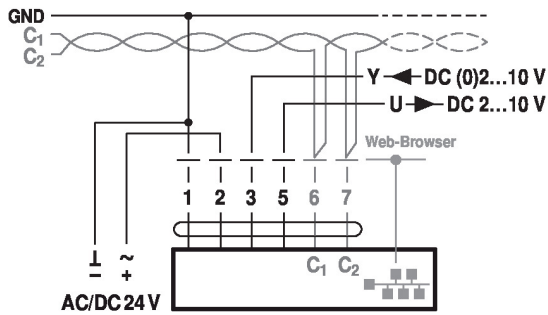 GND
C1
C2
Y DC (0)2...10 V
U DC 2...10 V
Web-Browser
1 2 3 5 6 7
⊥ ~
– +
C1 C2
AC/DC 24 V